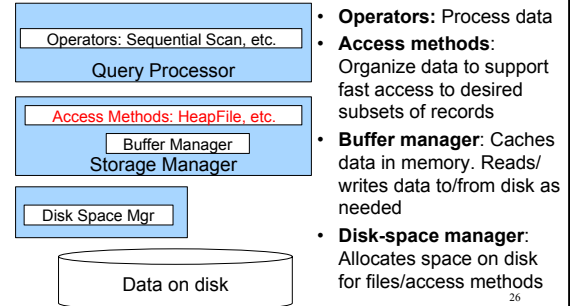 Operators: Sequential Scan, etc.
Query Processor
Access Methods: HeapFile, etc.
Buffer Manager
Storage Manager
Disk Space Mgr
Data on disk
• Operators: Process data
• Access methods:
Organize data to support
fast access to desired
subsets of records
• Buffer manager: Caches
data in memory. Reads/
writes data to/from disk as
needed
• Disk-space manager:
Allocates space on disk
for files/access methods
26